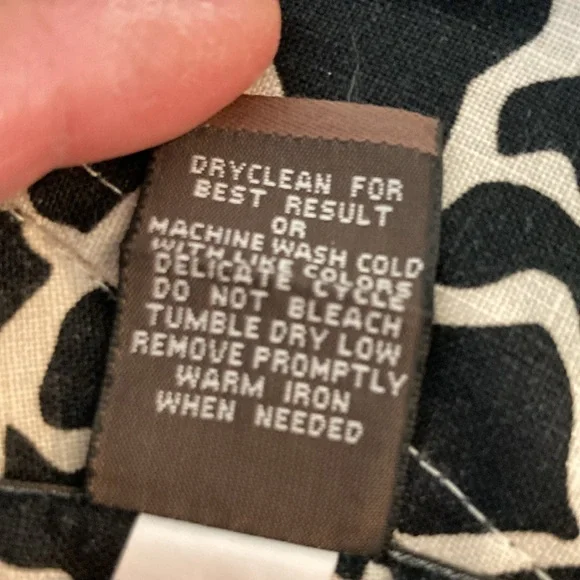 DRYCLEAN FOR
BEST RESULT
OR
MACHINE WASH COLD
WITH LIKE COLORS
DELICATE CYCLE
DO NOT BLEACH
TUMBLE DRY LOW
REMOVE PROMPTLY
WARM IRON
WHEN NEEDED